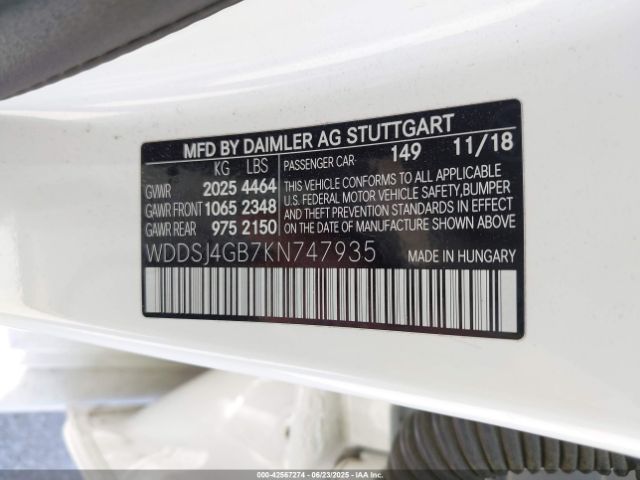 MFD BY DAIMLER AG STUTTGART
KG LBS
GVWR 2025 4464
GAWR FRONT 1065 2348
GAWR REAR 975 2150
PASSENGER CAR- 149 11/18
THIS VEHICLE CONFORMS TO ALL APPLICABLE
U.S. FEDERAL MOTOR VEHICLE SAFETY, BUMPER
AND THEFT PREVENTION STANDARDS IN EFFECT ON
THE DATE OF MANUFACTURE SHOWN ABOVE
WDDSJ4GB7KN747935
MADE IN HUNGARY
000-42567274 - 06/23/2025 - IAAI, Inc.